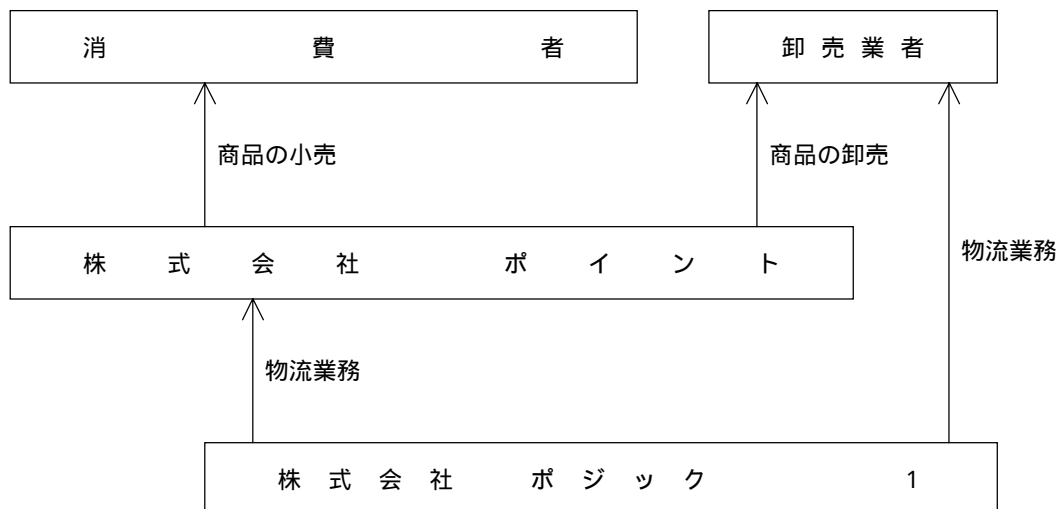 消費者
卸売業者
商品の小売
商品の卸売
株式会社 ポイント
物流業務
物流業務
株式会社 ポジック 1